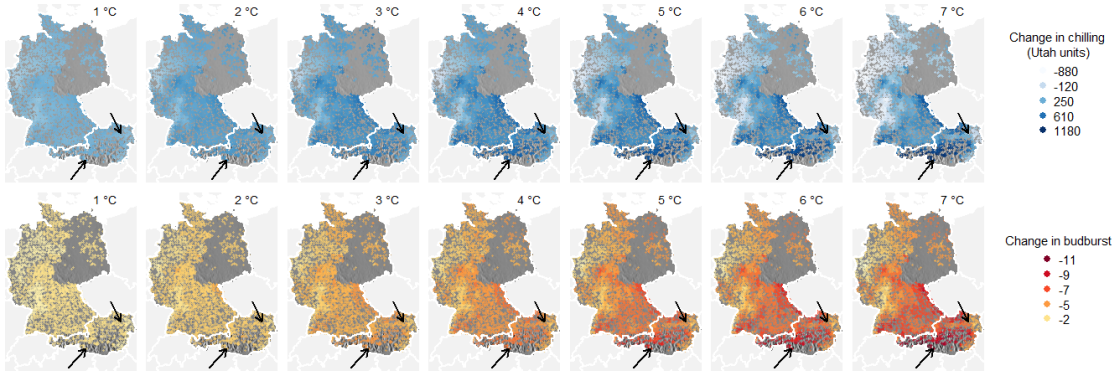 1 °C 2 °C 3 °C 4 °C 5 °C 6 °C 7 °C
Change in chilling
(Utah units)
-880
-120
250
610
1180
1 °C 2 °C 3 °C 4 °C 5 °C 6 °C 7 °C
Change in budburst
-11
-9
-7
-5
-2